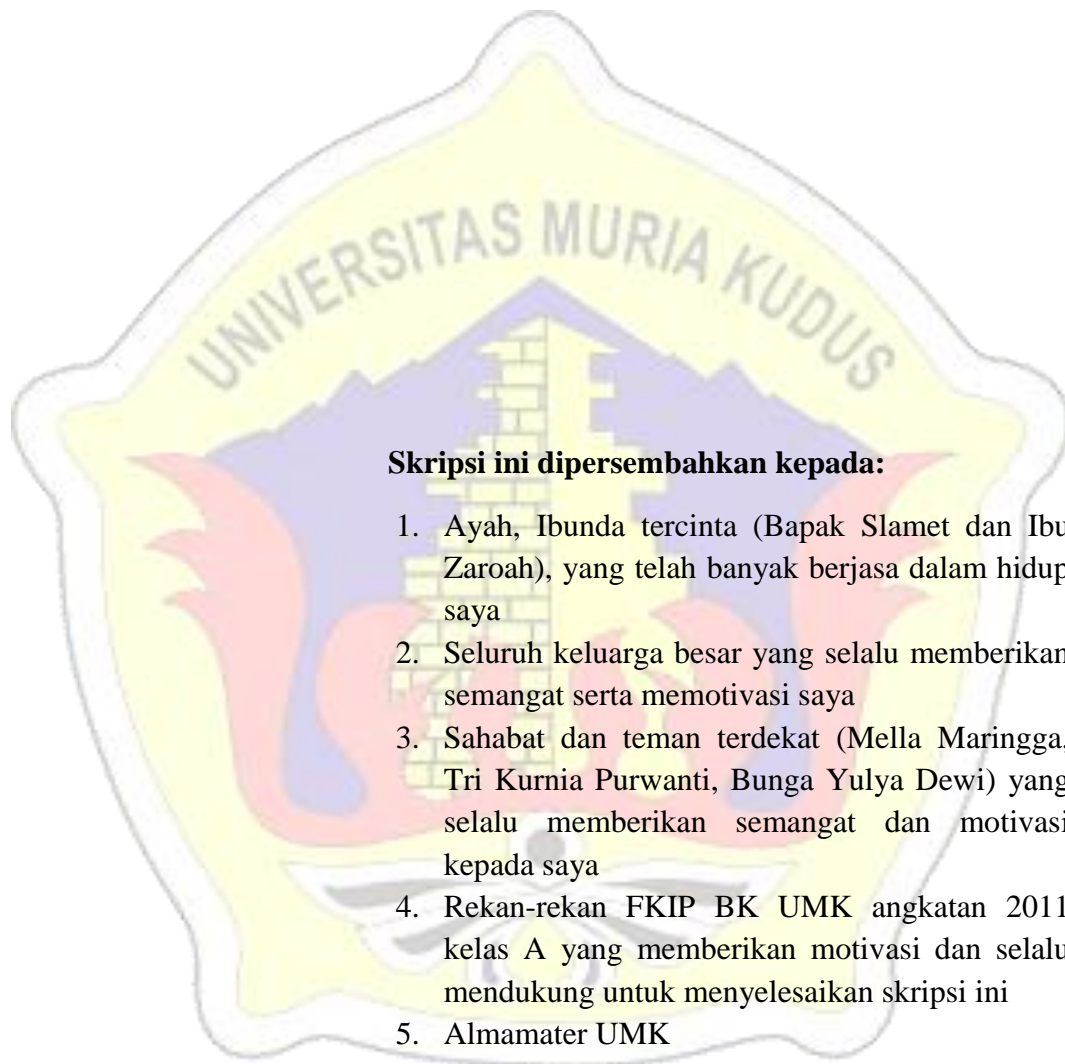 UNIVERSITAS MURIA KUDUS
Skripsi ini dipersembahkan kepada:
1. Ayah, Ibunda tercinta (Bapak Slamet dan Ibu
Zaroah), yang telah banyak berjasa dalam hidup
saya
2. Seluruh keluarga besar yang selalu memberikan
semangat serta memotivasi saya
3. Sahabat dan teman terdekat (Mella Maringga,
Tri Kurnia Purwanti, Bunga Yulya Dewi) yang
selalu memberikan semangat dan motivasi
kepada saya
4. Rekan-rekan FKIP BK UMK angkatan 2011
kelas A yang memberikan motivasi dan selalu
mendukung untuk menyelesaikan skripsi ini
5. Almamater UMK